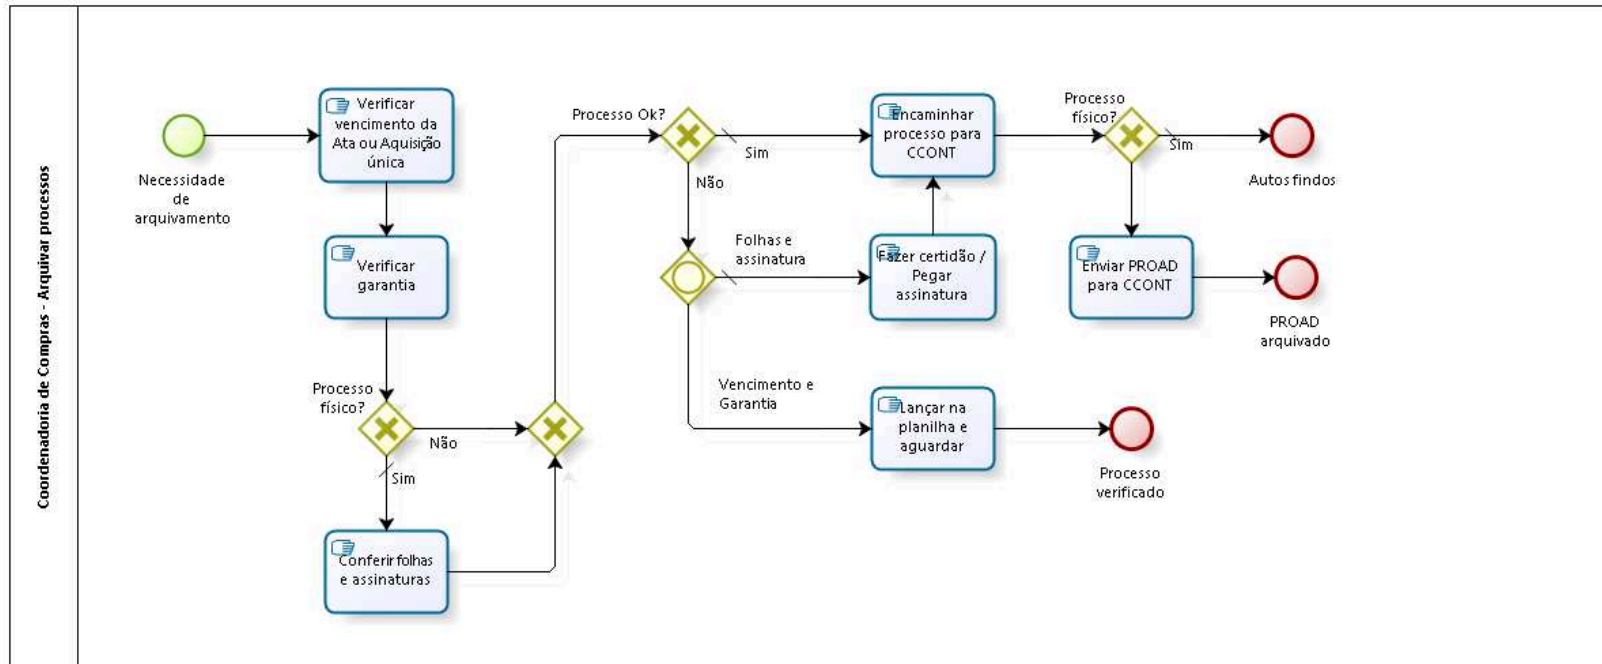 Coordenadoria de Compras - Arquivar processos
Necessidade
de
arquivamento
Verificar
vencimento da
Ata ou Aquisição
única
Verificar
garantia
Processo
físico?
Não
Sim
Conferir folhas
e assinaturas
Processo Ok?
Sim
Não
Encaminhar
processo para
CCONT
Processo
físico?
Sim
Autos findos
Folhas e
assinatura
Fazer certidão /
Pegar
assinatura
Enviar PROAD
para CCONT
PROAD
arquivado
Vencimento e
Garantia
Lançar na
planilha e
aguardar
Processo
verificado